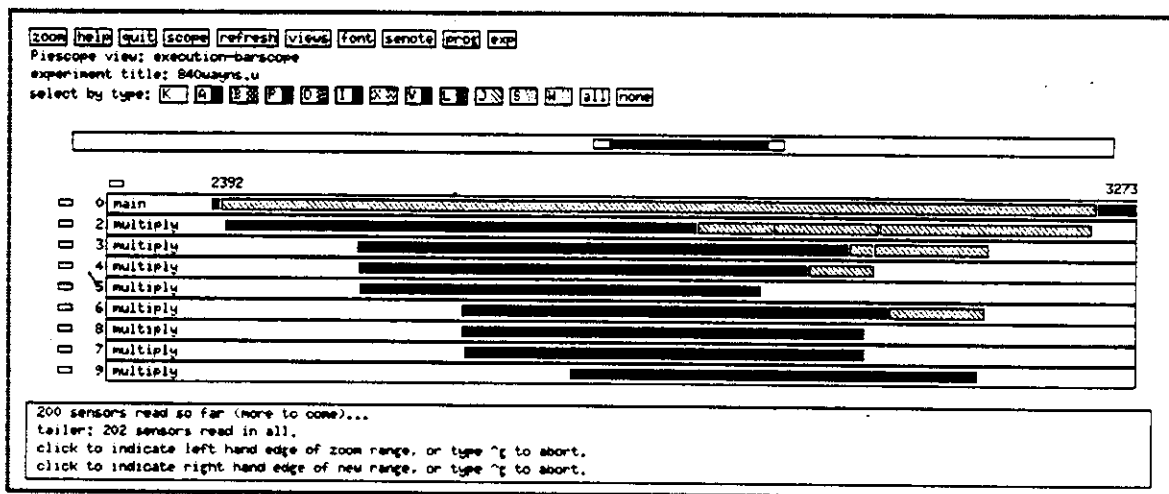 zoom help quit scope refresh views font senote prog exp
Piescope view: execution-barscope
experiment title: 840wayns.u
select by type: K A B P D I X V L J S W all none
2392 3273
0 main
2 multiply
3 multiply
4 multiply
5 multiply
6 multiply
8 multiply
7 multiply
9 multiply
200 sensors read so far (more to come)...
tailer: 202 sensors read in all.
click to indicate left hand edge of zoom range, or type ^g to abort.
click to indicate right hand edge of new range, or type ^g to abort.